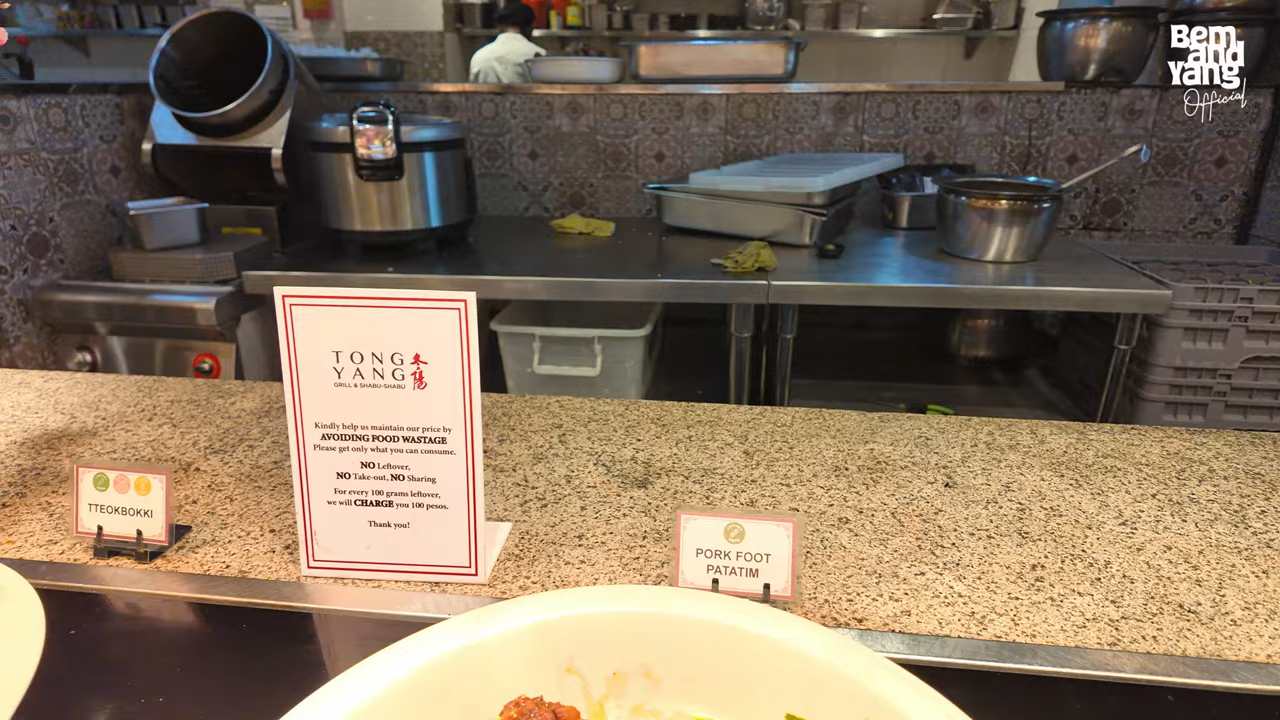 Bem
and
Yang
Official
TONG
YANG
冬
陽
GRILL & SHABU-SHABU
Kindly help us maintain our price by
AVOIDING FOOD WASTAGE
Please get only what you can consume.
NO Leftover,
NO Take-out, NO Sharing
For every 100 grams leftover,
we will CHARGE you 100 pesos.
Thank you!
TTEOKBOKKI
PORK FOOT
PATATIM